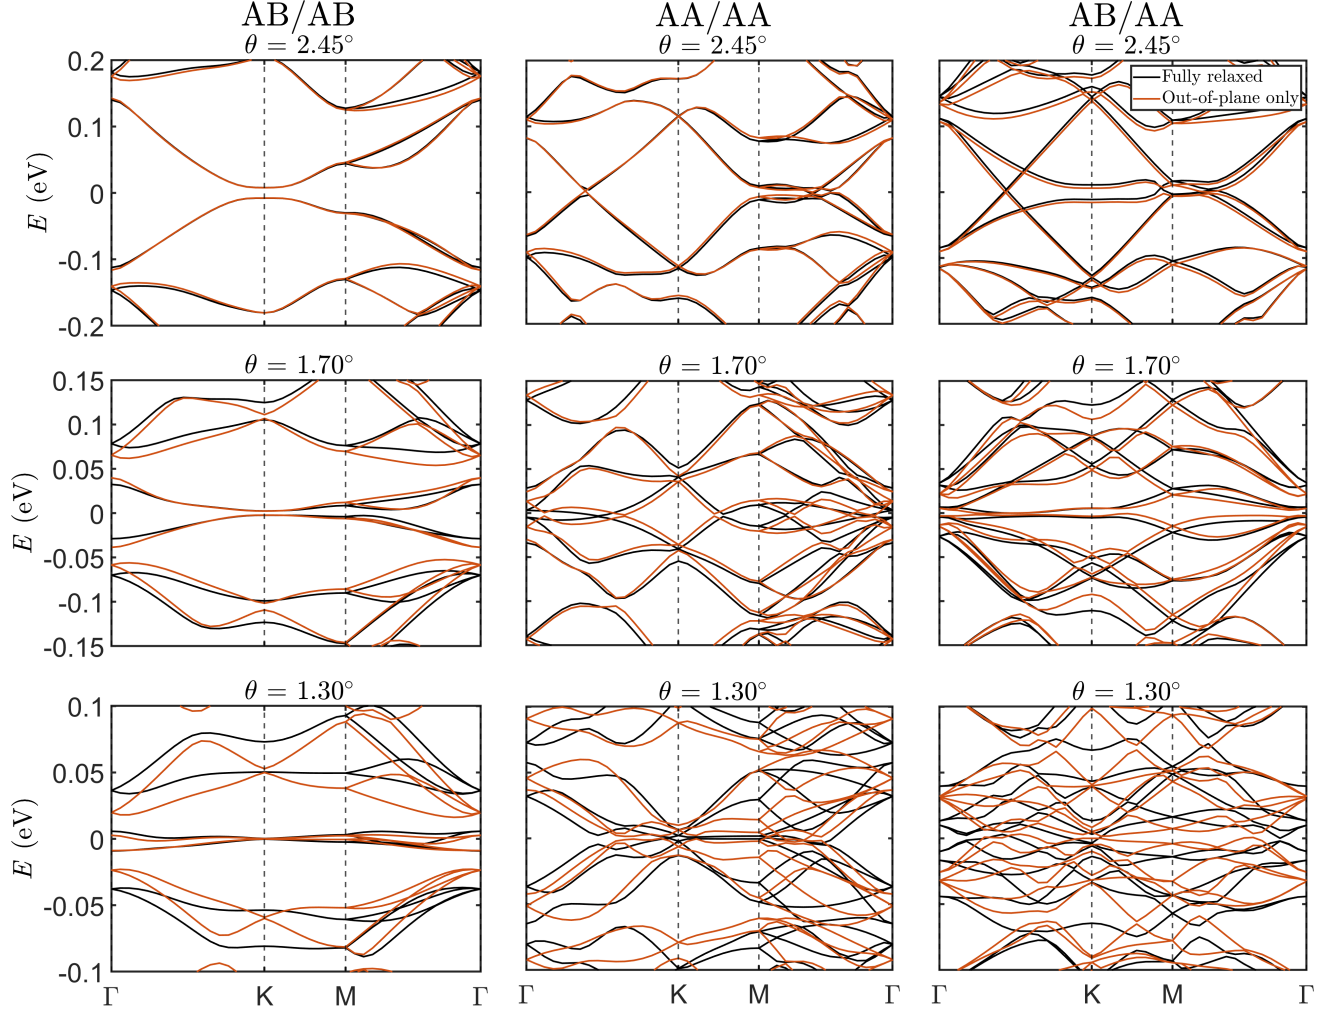 AB/AB
θ = 2.45°
AA/AA
θ = 2.45°
AB/AA
θ = 2.45°
Fully relaxed
Out-of-plane only
E (eV)
0.2
0.1
0
-0.1
-0.2
θ = 1.70°
θ = 1.70°
θ = 1.70°
E (eV)
0.15
0.1
0.05
0
-0.05
-0.1
-0.15
θ = 1.30°
θ = 1.30°
θ = 1.30°
E (eV)
0.1
0.05
0
-0.05
-0.1
Γ K M Γ
Γ K M Γ
Γ K M Γ